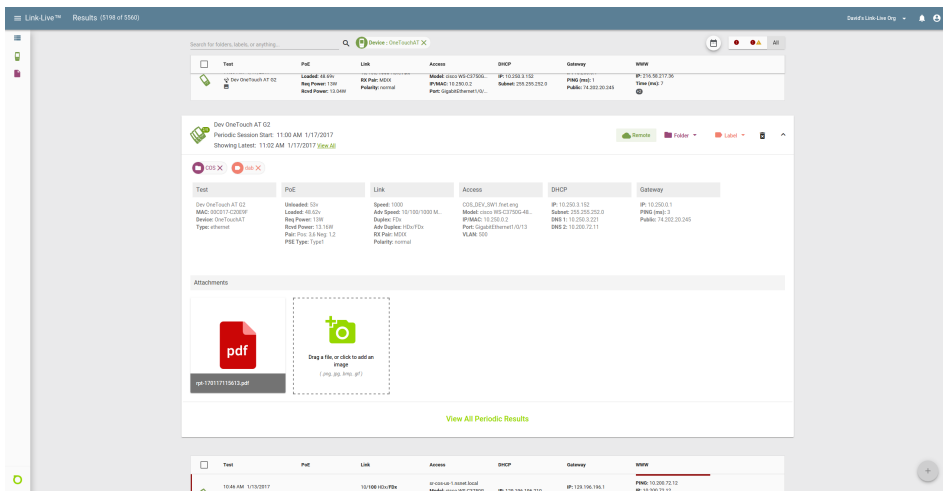 Link-Live™ Results (5198 of 5560) David's Link-Live Org
Search for folders, labels, or anything... Device : OneTouchAT All
Test PoE Link Access DHCP Gateway WWW
Dev OneTouch AT G2
Loaded: 48.69v
Req Power: 13W
Rcvd Power: 13.04W
RX Pair: MDIX
Polarity: normal
Model: cisco WS-C3750G...
IP/MAC: 10.250.0.2
Port: GigabitEthernet1/0/...
IP: 10.250.3.152
Subnet: 255.255.252.0
PING (ms): 1
Public: 74.202.20.245
IP: 216.58.217.36
Time (ms): 7
Dev OneTouch AT G2
Periodic Session Start: 11:00 AM 1/17/2017
Showing Latest: 11:02 AM 1/17/2017 View All
Remote Folder Label
COS
Test PoE Link Access DHCP Gateway
Dev OneTouch AT G2
MAC: 00C017-C20E9F
Device: OneTouchAT
Type: ethernet
Unloaded: 53v
Loaded: 48.62v
Req Power: 13W
Rcvd Power: 13.16W
Pair: Pos: 3,6 Neg: 1,2
PSE Type: Type1
Speed: 1000
Adv Speed: 10/100/1000 M...
Duplex: FDx
Adv Duplex: HDx/FDx
RX Pair: MDIX
Polarity: normal
COS_DEV_SW1.fnet.eng
Model: cisco WS-C3750G-48...
IP/MAC: 10.250.0.2
Port: GigabitEthernet1/0/13
VLAN: 500
IP: 10.250.3.152
Subnet: 255.255.252.0
DNS 1: 10.250.3.221
DNS 2: 10.200.72.11
IP: 10.250.0.1
PING (ms): 3
Public: 74.202.20.245
Attachments
pdf
rpt-170117115613.pdf
Drag a file, or click to add an
image
( .png, .jpg, .bmp, .gif )
View All Periodic Results
Test PoE Link Access DHCP Gateway WWW
10:46 AM 1/13/2017
10/100 HDx/FDx
IP: 129.196.196.1
PING: 10.200.72.12